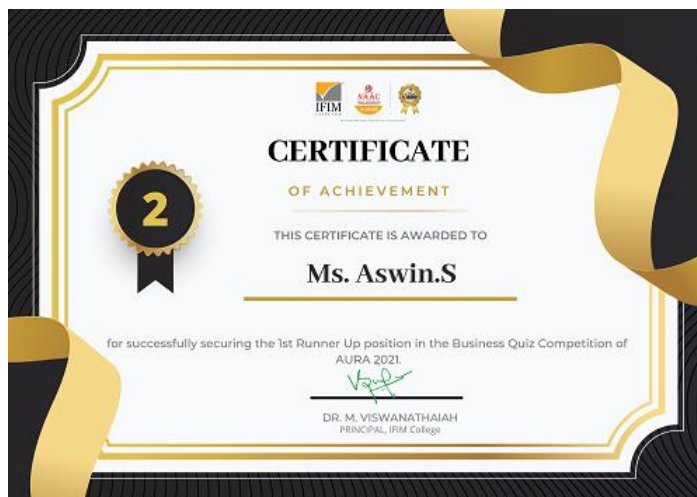 IFIM
NAAC
CERTIFICATE
OF ACHIEVEMENT
2
THIS CERTIFICATE IS AWARDED TO
Ms. Aswin.S
for successfully securing the 1st Runner Up position in the Business Quiz Competition of
AURA 2021.
DR. M. VISWANATHAIAH
PRINCIPAL, IFIM College